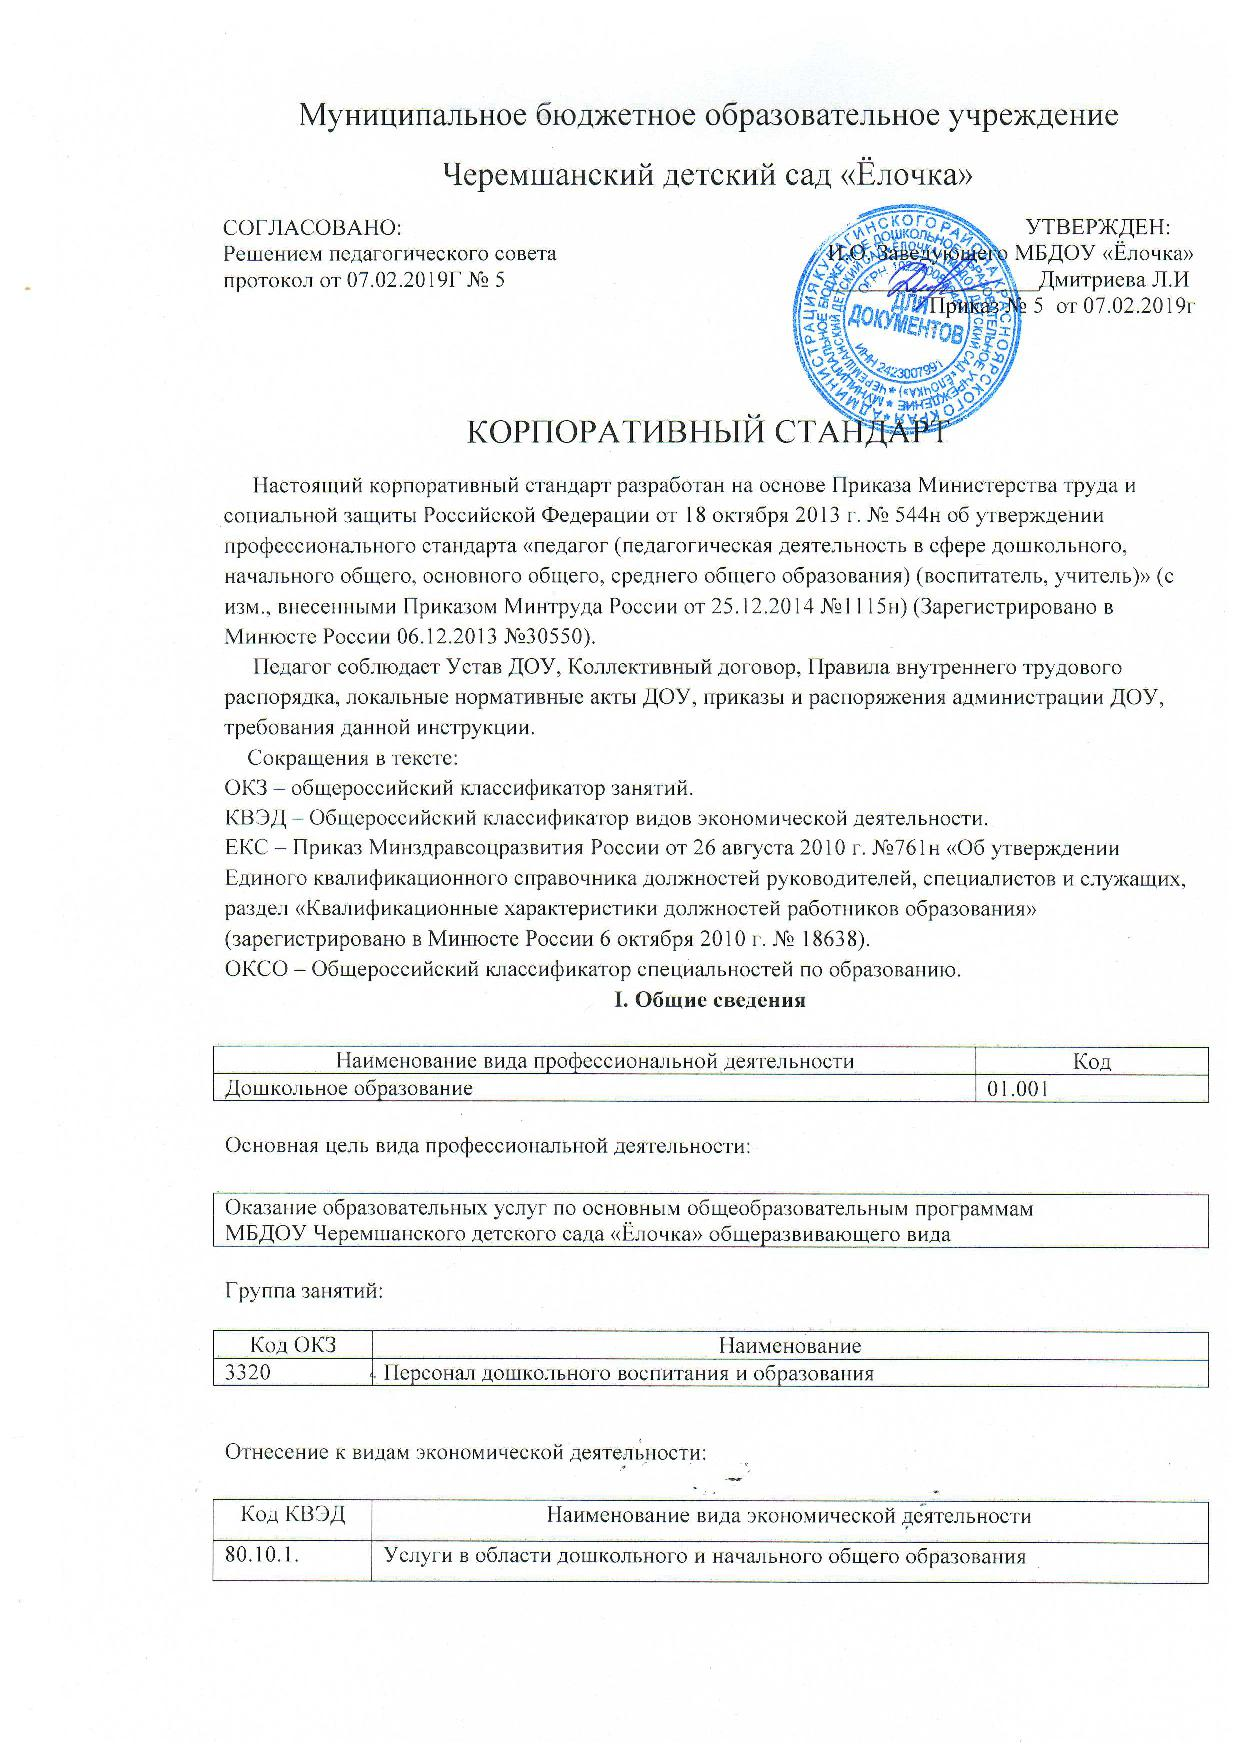 Муниципальное бюджетное образовательное учреждение
Черемшанский детский сад «Ёлочка»
СОГЛАСОВАНО:
Решением педагогического совета
протокол от 07.02.2019Г № 5
УТВЕРЖДЕН:
И.О. Заведующего МБДОУ «Ёлочка»
Дмитриева Л.И
Приказ № 5 от 07.02.2019г
ДЛЯ
ДОКУМЕНТОВ
ИНН 2423007991
КОРПОРАТИВНЫЙ СТАНДАРТ
Настоящий корпоративный стандарт разработан на основе Приказа Министерства труда и
социальной защиты Российской Федерации от 18 октября 2013 г. № 544н об утверждении
профессионального стандарта «педагог (педагогическая деятельность в сфере дошкольного,
начального общего, основного общего, среднего общего образования) (воспитатель, учитель)» (с
изм., внесенными Приказом Минтруда России от 25.12.2014 №1115н) (Зарегистрировано в
Минюсте России 06.12.2013 №30550).
Педагог соблюдает Устав ДОУ, Коллективный договор, Правила внутреннего трудового
распорядка, локальные нормативные акты ДОУ, приказы и распоряжения администрации ДОУ,
требования данной инструкции.
Сокращения в тексте:
ОКЗ – общероссийский классификатор занятий.
КВЭД – Общероссийский классификатор видов экономической деятельности.
ЕКС – Приказ Минздравсоцразвития России от 26 августа 2010 г. №761н «Об утверждении
Единого квалификационного справочника должностей руководителей, специалистов и служащих,
раздел «Квалификационные характеристики должностей работников образования»
(зарегистрировано в Минюсте России 6 октября 2010 г. № 18638).
ОКСО – Общероссийский классификатор специальностей по образованию.
I. Общие сведения
Наименование вида профессиональной деятельности Код
Дошкольное образование 01.001
Основная цель вида профессиональной деятельности:
Оказание образовательных услуг по основным общеобразовательным программам
МБДОУ Черемшанского детского сада «Ёлочка» общеразвивающего вида
Группа занятий:
Код ОКЗ Наименование
3320 Персонал дошкольного воспитания и образования
Отнесение к видам экономической деятельности:
Код КВЭД Наименование вида экономической деятельности
80.10.1. Услуги в области дошкольного и начального общего образования